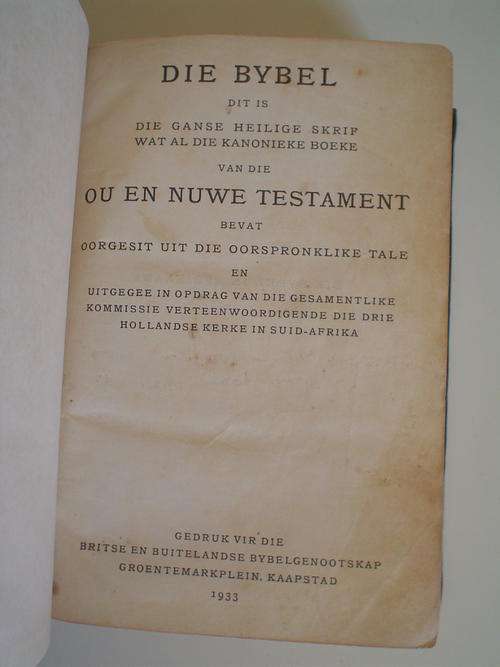 DIE BYBEL
DIT IS
DIE GANSE HEILIGE SKRIF
WAT AL DIE KANONIEKE BOEKE
VAN DIE
OU EN NUWE TESTAMENT
BEVAT
OORGESIT UIT DIE OORSPRONKLIKE TALE
EN
UITGEGEE IN OPDRAG VAN DIE GESAMENTLIKE
KOMMISSIE VERTEENWOORDIGENDE DIE DRIE
HOLLANDSE KERKE IN SUID-AFRIKA
GEDRUK VIR DIE
BRITSE EN BUITELANDSE BYBELGENOOTSKAP
GROENTEMARKPLEIN, KAAPSTAD
1933